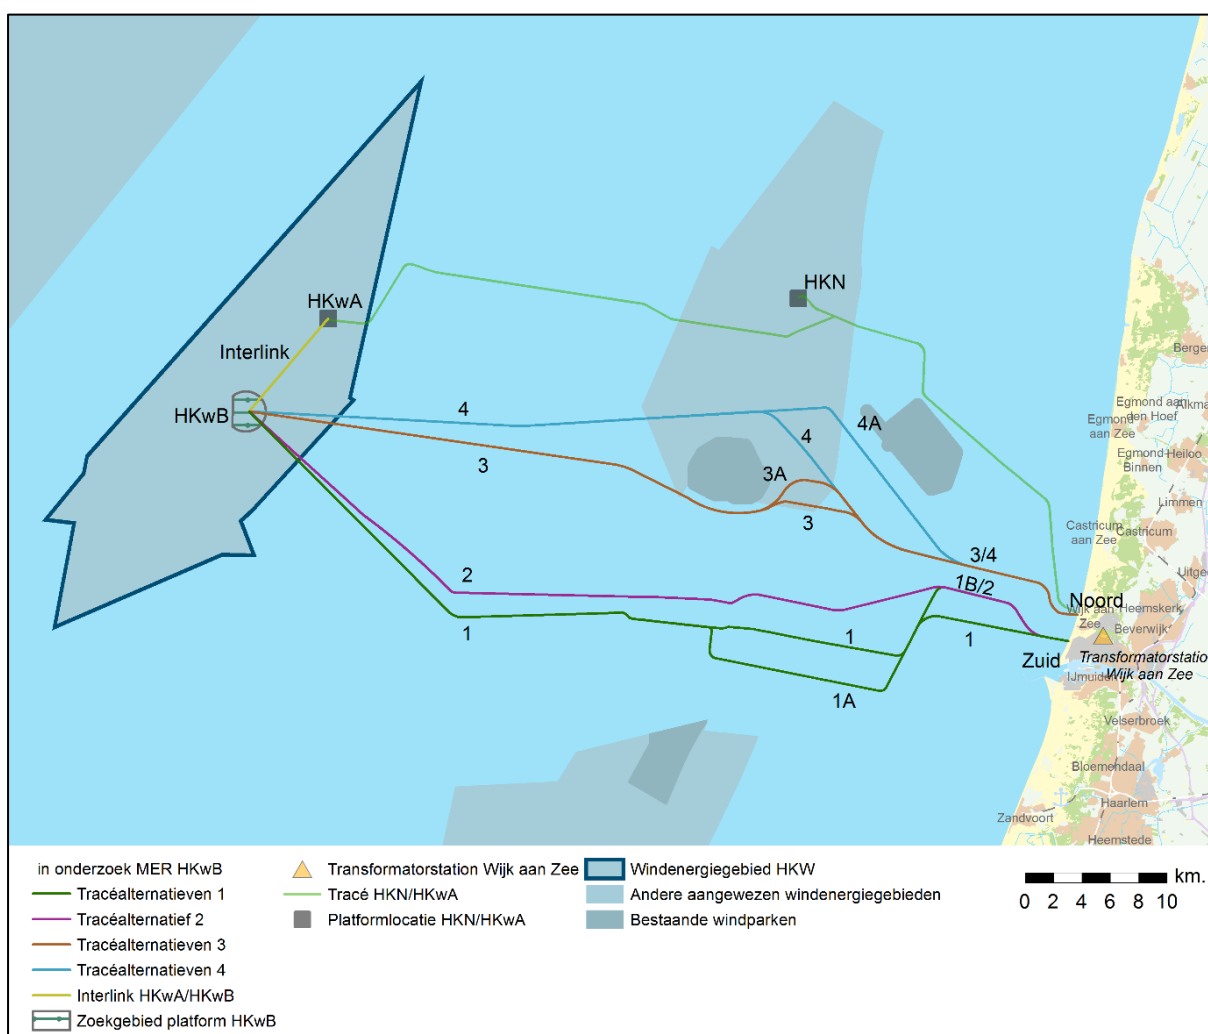 HKN
HKwA
Interlink
HKwB
4
4
4A
3
3A
3
3/4
2
1B/2
1
1
1
1A
Noord
Zuid
Bergen
Egmond aan
den Hoef
Alkma
Egmond
aan Zee
Egmond
Binnen
Heiloo
Limmen
Castricum
aan Zee
Castricum
Uitgee
Wijk aan
Zee
Heemskerk
Beverwijk
Transformatorstation
Wijk aan Zee
IJmuiden
Velserbroek
Bloemendaal
Haarlem
Zandvoort
Heemstede
in onderzoek MER HKwB
Tracéalternatieven 1
Tracéalternatief 2
Tracéalternatieven 3
Tracéalternatieven 4
Interlink HKwA/HKwB
Zoekgebied platform HKwB
Transformatorstation Wijk aan Zee
Tracé HKN/HKwA
Platformlocatie HKN/HKwA
Windenergiegebied HKW
Andere aangewezen windenergiegebieden
Bestaande windparken
km.
0 2 4 6 8 10